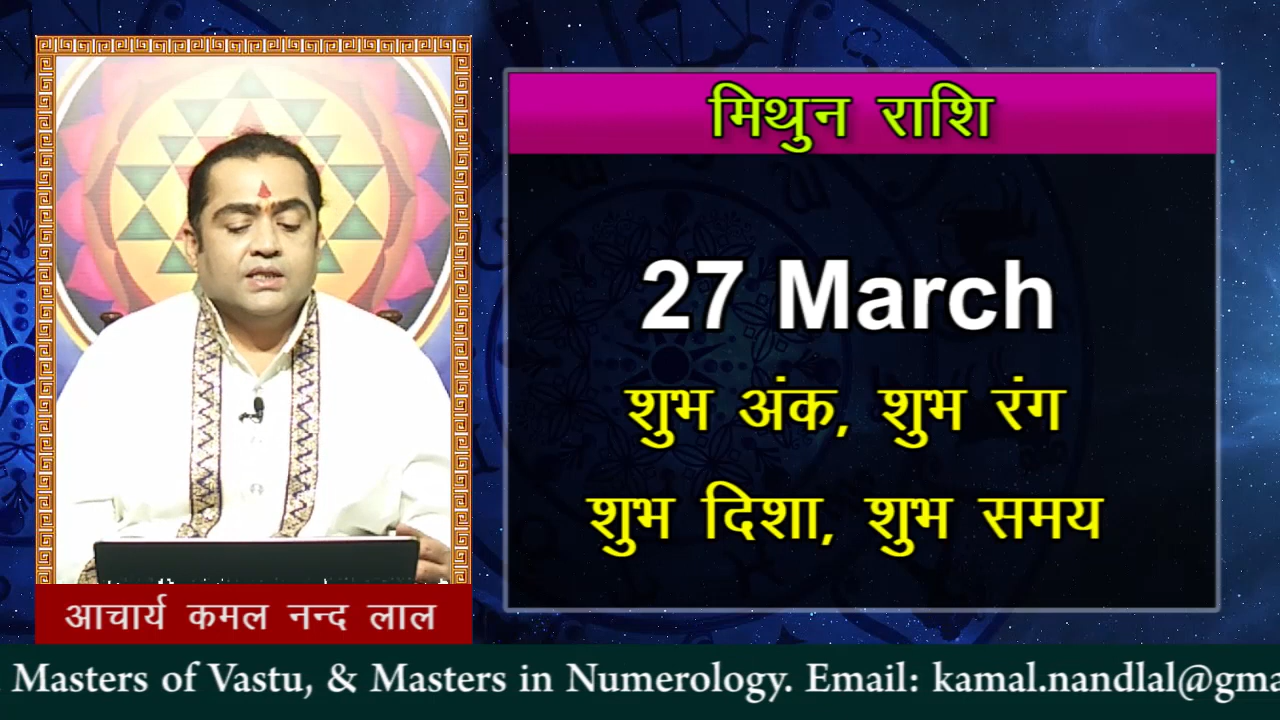 मिथुन राशि
27 March
शुभ अंक, शुभ रंग
शुभ दिशा, शुभ समय
आचार्य कमल नन्द लाल
Masters of Vastu, & Masters in Numerology. Email: kamal.nandlal@gma